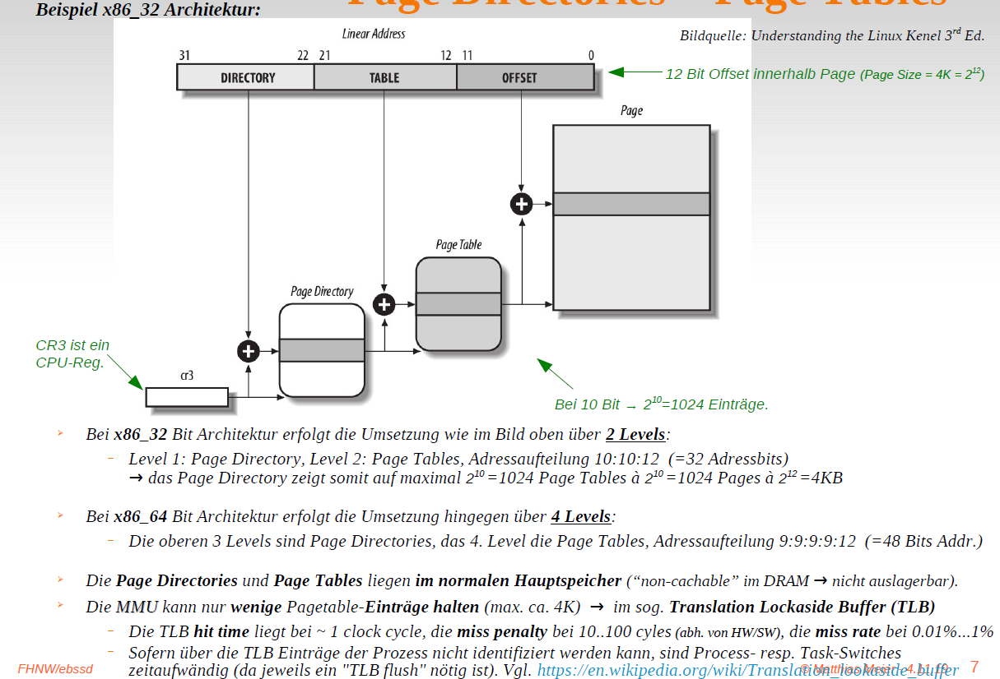 Page Directories – Page Tables
Beispiel x86_32 Architektur:
Linear Address
Bildquelle: Understanding the Linux Kenel 3rd Ed.
31 22 21 12 11 0
DIRECTORY TABLE OFFSET
12 Bit Offset innerhalb Page (Page Size = 4K = 2^12)
Page
Page Table
Page Directory
CR3 ist ein
CPU-Reg.
cr3
Bei 10 Bit → 2^10=1024 Einträge.
➢ Bei x86_32 Bit Architektur erfolgt die Umsetzung wie im Bild oben über 2 Levels:
– Level 1: Page Directory, Level 2: Page Tables, Adressaufteilung 10:10:12 (=32 Adressbits)
→ das Page Directory zeigt somit auf maximal 2^10=1024 Page Tables à 2^10=1024 Pages à 2^12=4KB
➢ Bei x86_64 Bit Architektur erfolgt die Umsetzung hingegen über 4 Levels:
– Die oberen 3 Levels sind Page Directories, das 4. Level die Page Tables, Adressaufteilung 9:9:9:9:12 (=48 Bits Addr.)
➢ Die Page Directories und Page Tables liegen im normalen Hauptspeicher (“non-cachable” im DRAM → nicht auslagerbar).
➢ Die MMU kann nur wenige Pagetable-Einträge halten (max. ca. 4K) → im sog. Translation Lockaside Buffer (TLB)
– Die TLB hit time liegt bei ~ 1 clock cycle, die miss penalty bei 10..100 cyles (abh. von HW/SW), die miss rate bei 0.01%...1%
– Sofern über die TLB Einträge der Prozess nicht identifiziert werden kann, sind Process- resp. Task-Switches
zeitaufwändig (da jeweils ein "TLB flush" nötig ist). Vgl. https://en.wikipedia.org/wiki/Translation_lookaside_buffer
FHNW/ebssd
© Matthias Meier - 4.11.
7